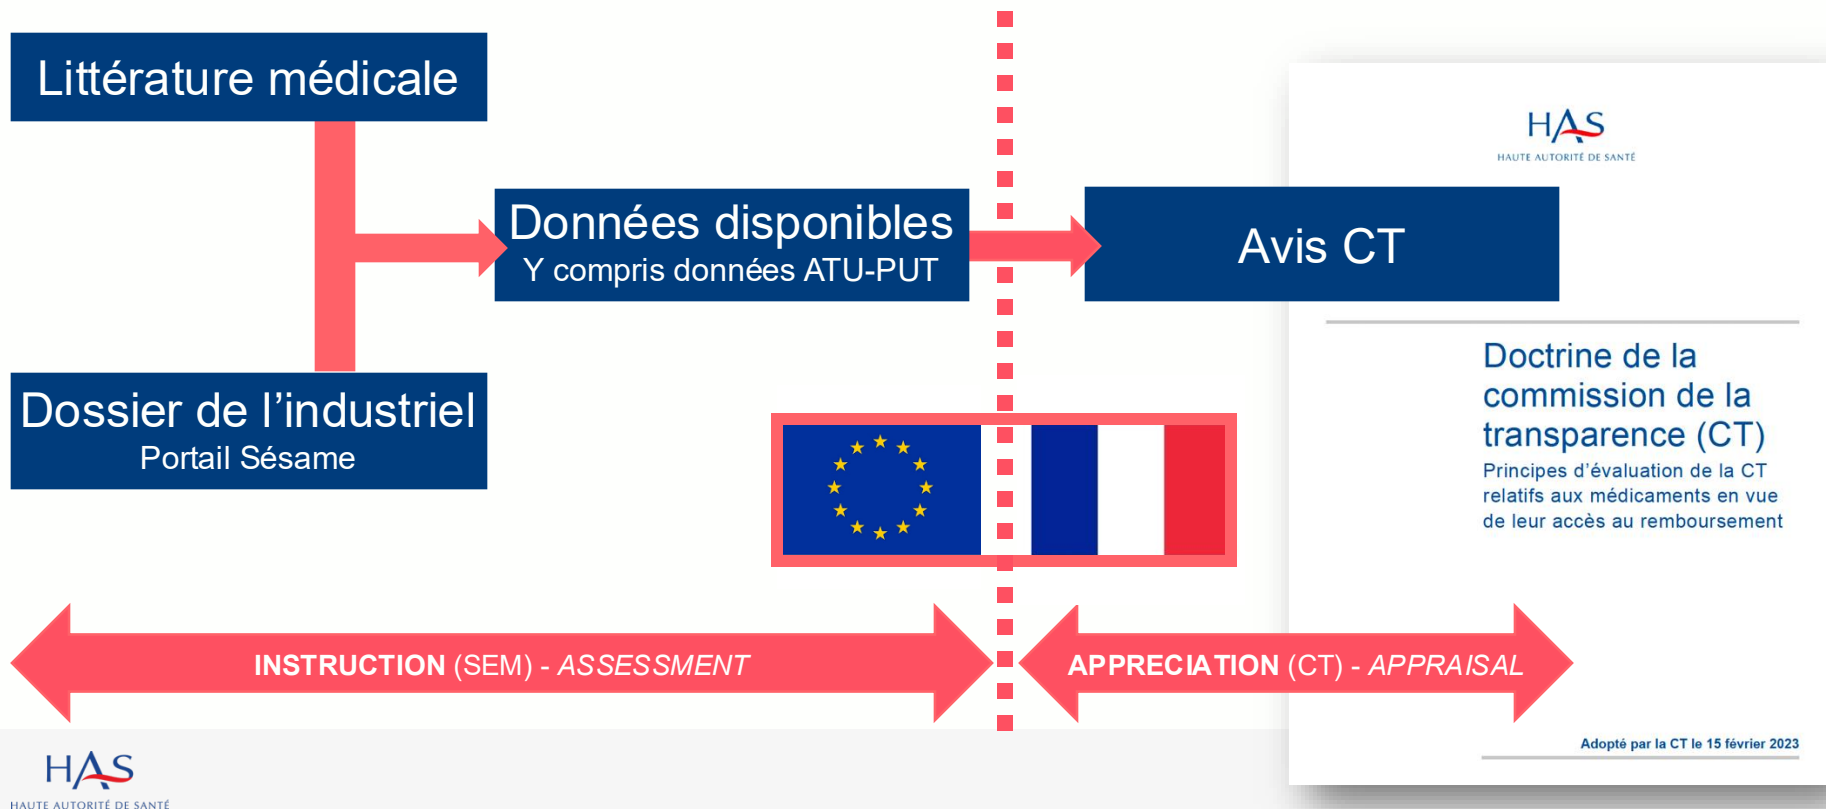 Littérature médicale
Données disponibles
Y compris données ATU-PUT
Dossier de l’industriel
Portail Sésame
Avis CT
HAS
HAUTE AUTORITÉ DE SANTÉ
Doctrine de la
commission de la
transparence (CT)
Principes d’évaluation de la CT
relatifs aux médicaments en vue
de leur accès au remboursement
INSTRUCTION (SEM) - ASSESSMENT
APPRECIATION (CT) - APPRAISAL
Adopté par la CT le 15 février 2023
HAS
HAUTE AUTORITÉ DE SANTÉ